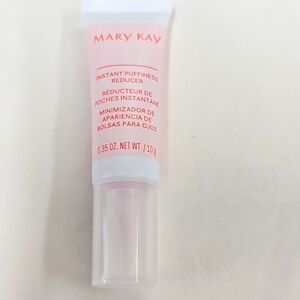 MARY KAY
INSTANT PUFFINESS
REDUCER
RÉDUCTEUR DE
POCHES INSTANTANÉ
MINIMIZADOR DE
APARIENCIA DE
BOLSAS PARA OJOS
0.35 OZ. NET WT. / 10 g